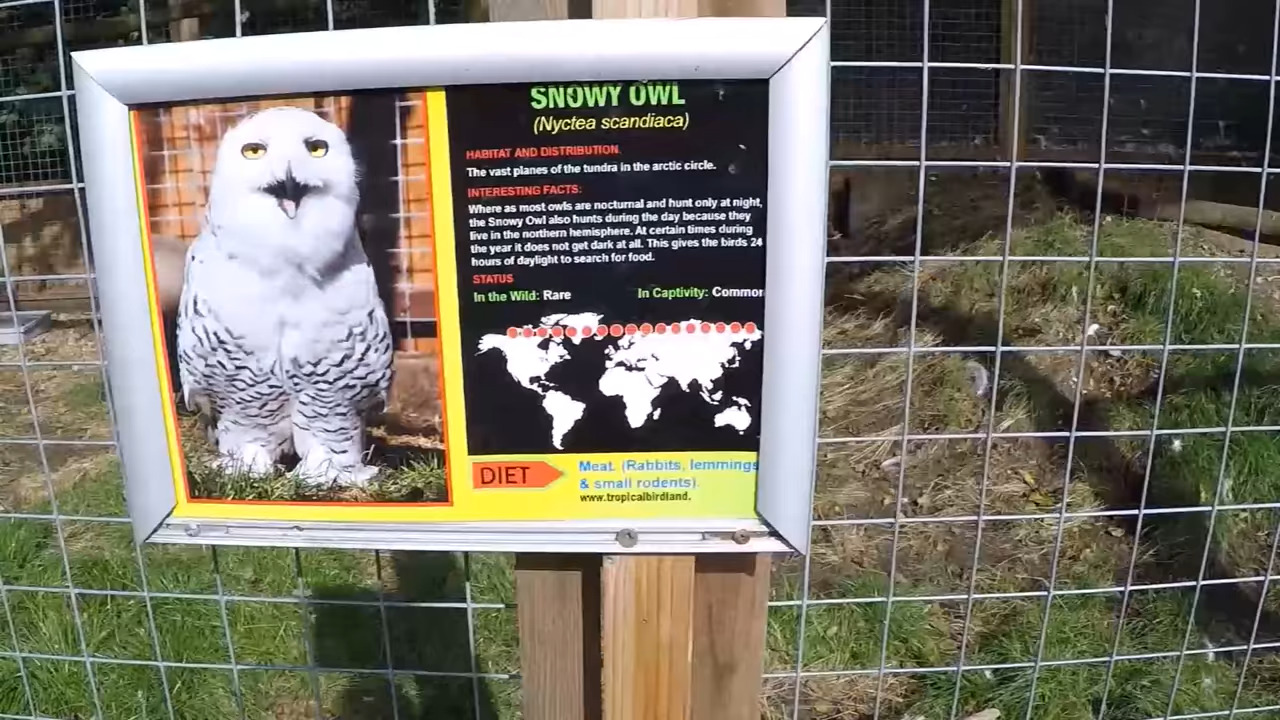 SNOWY OWL
(Nyctea scandiaca)
HABITAT AND DISTRIBUTION.
The vast planes of the tundra in the arctic circle.
INTERESTING FACTS:
Where as most owls are nocturnal and hunt only at night,
the Snowy Owl also hunts during the day because they
live in the northern hemisphere. At certain times during
the year it does not get dark at all. This gives the birds 24
hours of daylight to search for food.
STATUS
In the Wild: Rare In Captivity: Common
DIET
Meat. (Rabbits, lemmings
& small rodents).
www.tropicalbirdland.